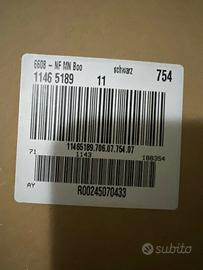 6608 - NF MN Boo
schwarz
1146 5189 11 754
11465189.706.07.754.07
71 1143 188354
AY R00245070433
subito